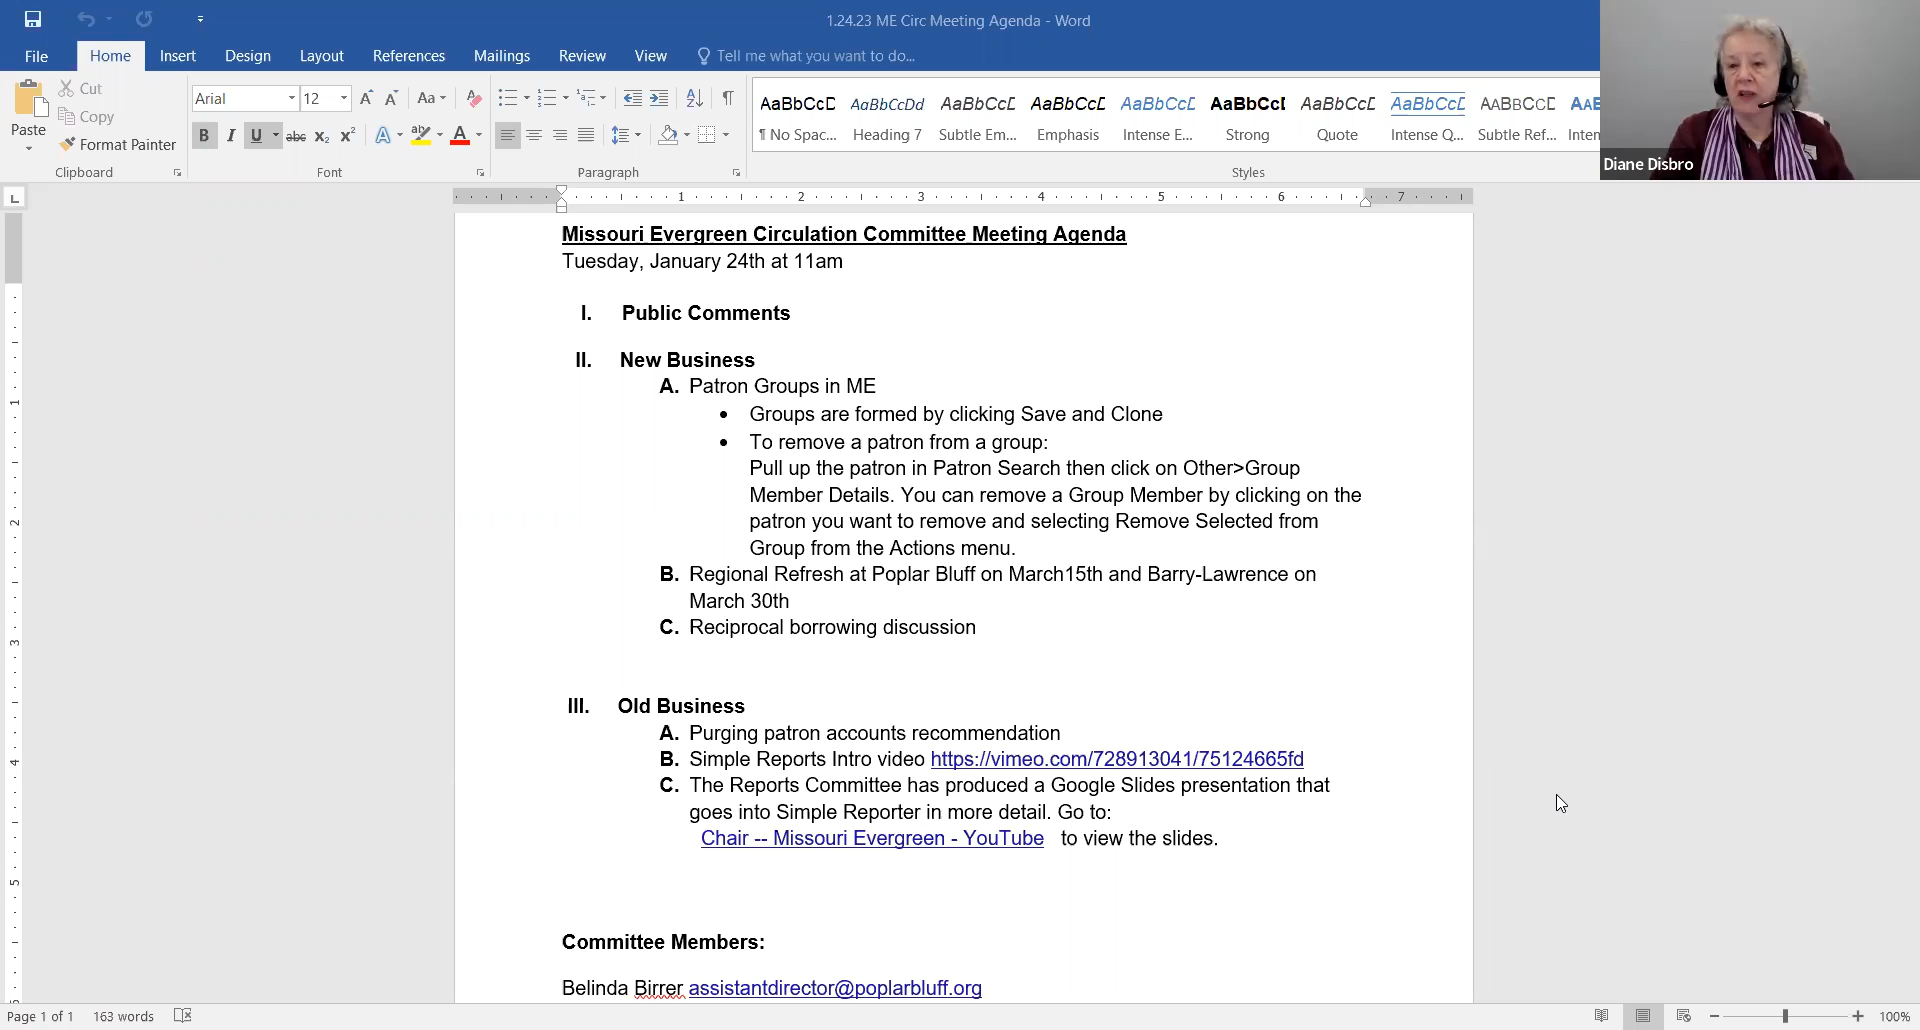 1.24.23 ME Circ Meeting Agenda - Word
File Home Insert Design Layout References Mailings Review View Tell me what you want to do...
Paste Cut
Copy
Format Painter
Arial 12
Clipboard Font Paragraph Styles
AaBbCcD AaBbCcDd AaBbCcD AaBbCcD AaBbCcD AaBbCcD AaBbCcD AaBbCcD AaBbCcD AaB
¶ No Spac... Heading 7 Subtle Em... Emphasis Intense E... Strong Quote Intense Q... Subtle Ref... Inten
Diane Disbro
1 2 3 4 5 6 7
Missouri Evergreen Circulation Committee Meeting Agenda
Tuesday, January 24th at 11am
I. Public Comments
II. New Business
A. Patron Groups in ME
• Groups are formed by clicking Save and Clone
• To remove a patron from a group:
Pull up the patron in Patron Search then click on Other>Group
Member Details. You can remove a Group Member by clicking on the
patron you want to remove and selecting Remove Selected from
Group from the Actions menu.
B. Regional Refresh at Poplar Bluff on March15th and Barry-Lawrence on
March 30th
C. Reciprocal borrowing discussion
III. Old Business
A. Purging patron accounts recommendation
B. Simple Reports Intro video https://vimeo.com/728913041/75124665fd
C. The Reports Committee has produced a Google Slides presentation that
goes into Simple Reporter in more detail. Go to:
Chair -- Missouri Evergreen - YouTube to view the slides.
Committee Members:
Belinda Birrer assistantdirector@poplarbluff.org
Page 1 of 1 163 words 100%